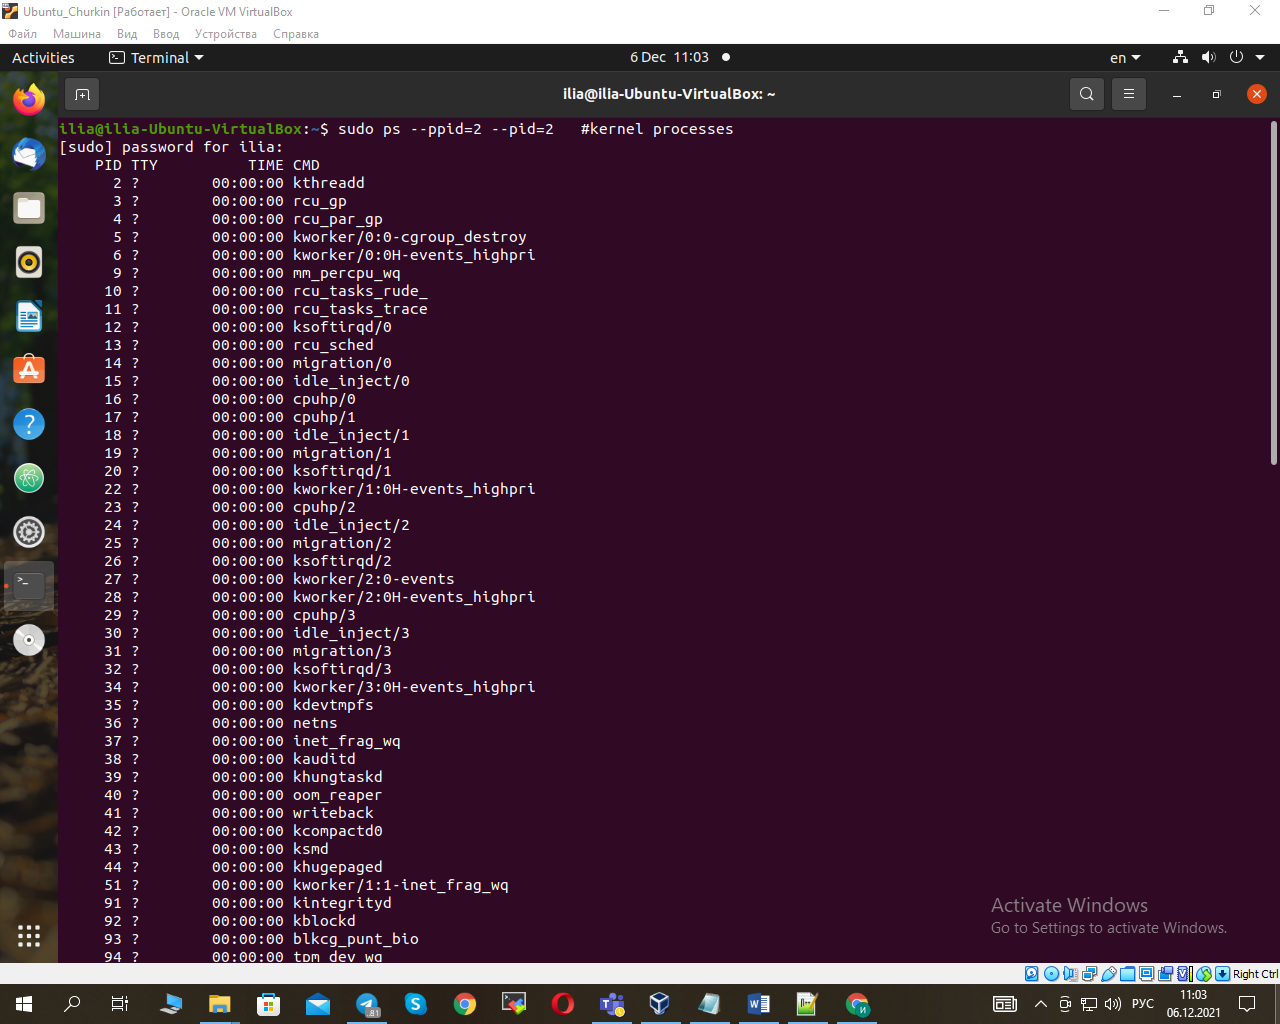 Ubuntu_Churkin [Работает] - Oracle VM VirtualBox
Файл Машина Вид Ввод Устройства Справка
Activities Terminal 6 Dec 11:03 en
ilia@ilia-Ubuntu-VirtualBox: ~
ilia@ilia-Ubuntu-VirtualBox:~$ sudo ps --ppid=2 --pid=2 #kernel processes
[sudo] password for ilia:
PID TTY TIME CMD
2 ? 00:00:00 kthreadd
3 ? 00:00:00 rcu_gp
4 ? 00:00:00 rcu_par_gp
5 ? 00:00:00 kworker/0:0-cgroup_destroy
6 ? 00:00:00 kworker/0:0H-events_highpri
9 ? 00:00:00 mm_percpu_wq
10 ? 00:00:00 rcu_tasks_rude_
11 ? 00:00:00 rcu_tasks_trace
12 ? 00:00:00 ksoftirqd/0
13 ? 00:00:00 rcu_sched
14 ? 00:00:00 migration/0
15 ? 00:00:00 idle_inject/0
16 ? 00:00:00 cpuhp/0
17 ? 00:00:00 cpuhp/1
18 ? 00:00:00 idle_inject/1
19 ? 00:00:00 migration/1
20 ? 00:00:00 ksoftirqd/1
22 ? 00:00:00 kworker/1:0H-events_highpri
23 ? 00:00:00 cpuhp/2
24 ? 00:00:00 idle_inject/2
25 ? 00:00:00 migration/2
26 ? 00:00:00 ksoftirqd/2
27 ? 00:00:00 kworker/2:0-events
28 ? 00:00:00 kworker/2:0H-events_highpri
29 ? 00:00:00 cpuhp/3
30 ? 00:00:00 idle_inject/3
31 ? 00:00:00 migration/3
32 ? 00:00:00 ksoftirqd/3
34 ? 00:00:00 kworker/3:0H-events_highpri
35 ? 00:00:00 kdevtmpfs
36 ? 00:00:00 netns
37 ? 00:00:00 inet_frag_wq
38 ? 00:00:00 kauditd
39 ? 00:00:00 khungtaskd
40 ? 00:00:00 oom_reaper
41 ? 00:00:00 writeback
42 ? 00:00:00 kcompactd0
43 ? 00:00:00 ksmd
44 ? 00:00:00 khugepaged
51 ? 00:00:00 kworker/1:1-inet_frag_wq
91 ? 00:00:00 kintegrityd
92 ? 00:00:00 kblockd
93 ? 00:00:00 blkcg_punt_bio
94 ? 00:00:00 tpm_dev_wq
Activate Windows
Go to Settings to activate Windows.
Right Ctrl
81
РУС 11:03
06.12.2021